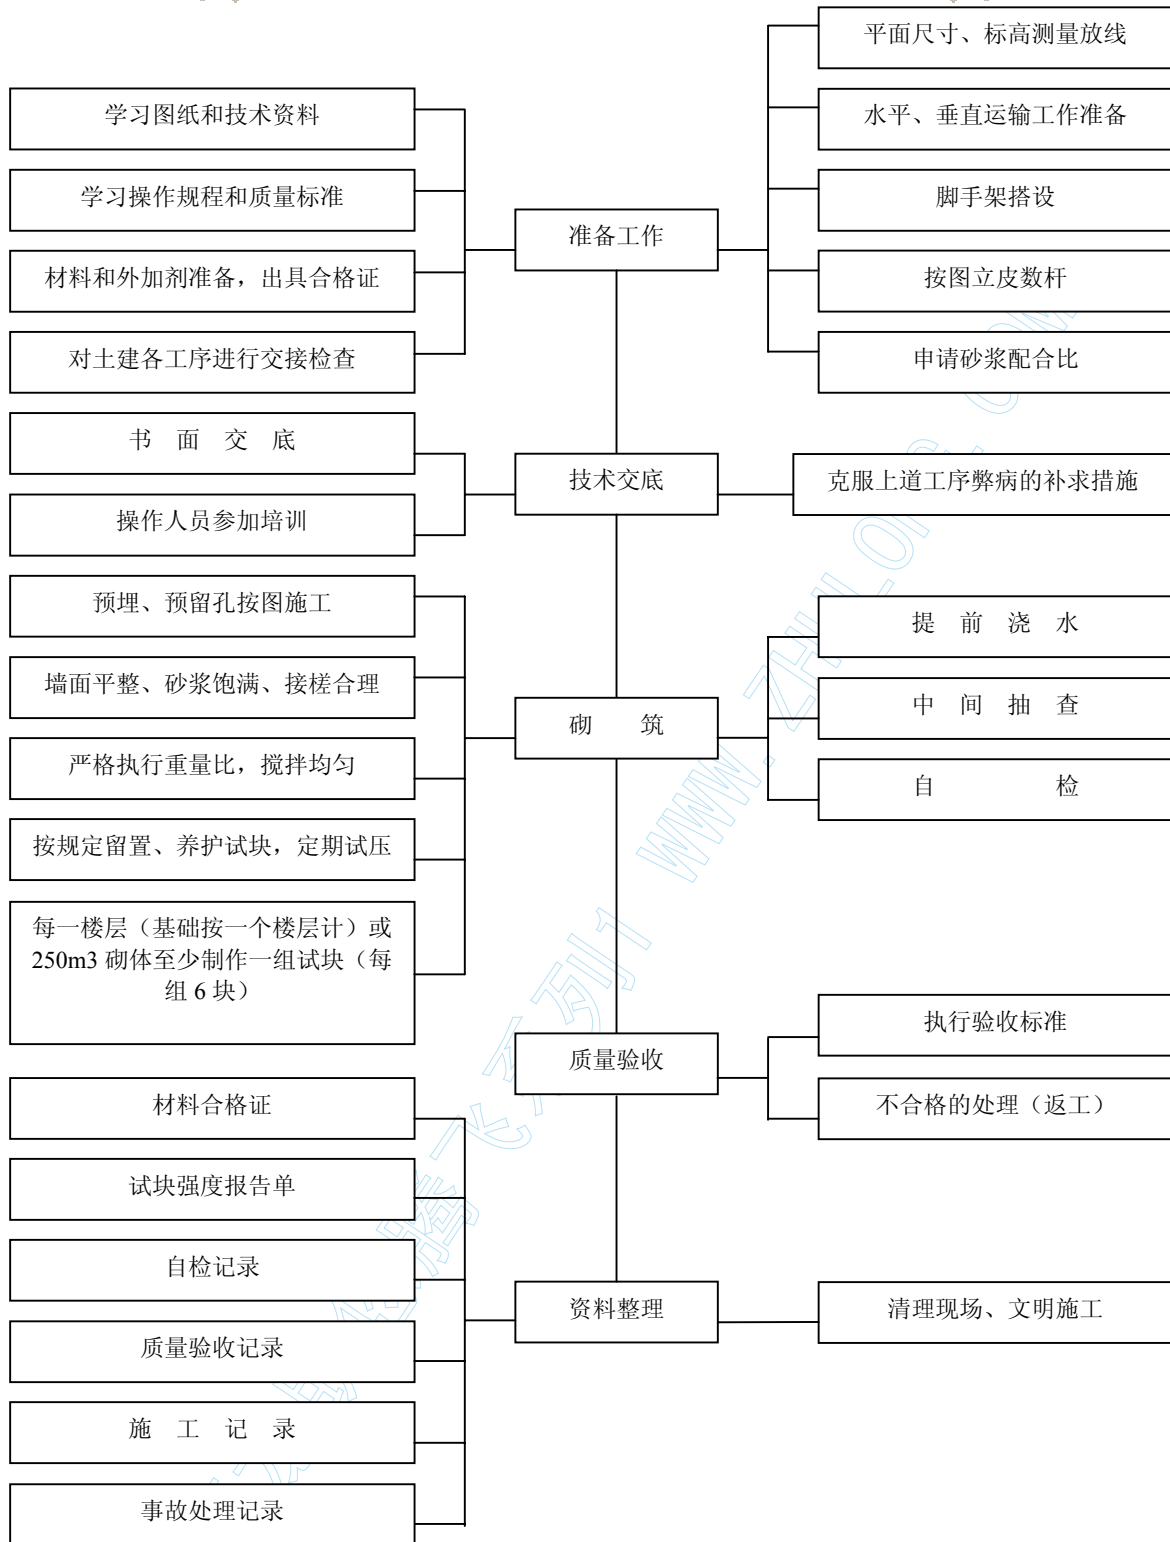 平面尺寸、标高测量放线
学习图纸和技术资料
水平、垂直运输工作准备
学习操作规程和质量标准
脚手架搭设
准备工作
材料和外加剂准备，出具合格证
按图立皮数杆
对土建各工序进行交接检查
申请砂浆配合比
书 面 交 底
技术交底
克服上道工序弊病的补求措施
操作人员参加培训
预埋、预留孔按图施工
提 前 浇 水
墙面平整、砂浆饱满、接槎合理
中 间 抽 查
砌 筑
严格执行重量比，搅拌均匀
自 检
按规定留置、养护试块，定期试压
每一楼层（基础按一个楼层计）或
250m3 砌体至少制作一组试块（每
组 6 块）
执行验收标准
质量验收
材料合格证
不合格的处理（返工）
试块强度报告单
自检记录
资料整理
清理现场、文明施工
质量验收记录
施 工 记 录
事故处理记录
腾飞系列1 WWW.ZHULONG.COM